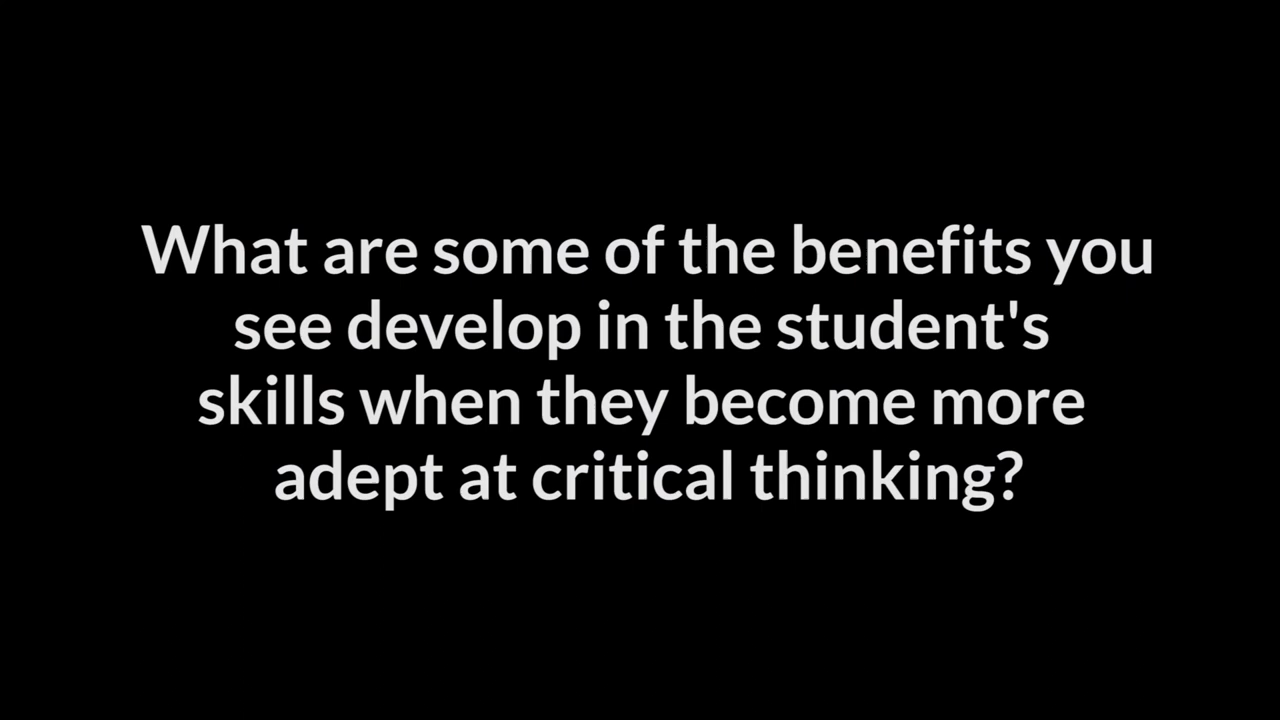 What are some of the benefits you
see develop in the student's
skills when they become more
adept at critical thinking?